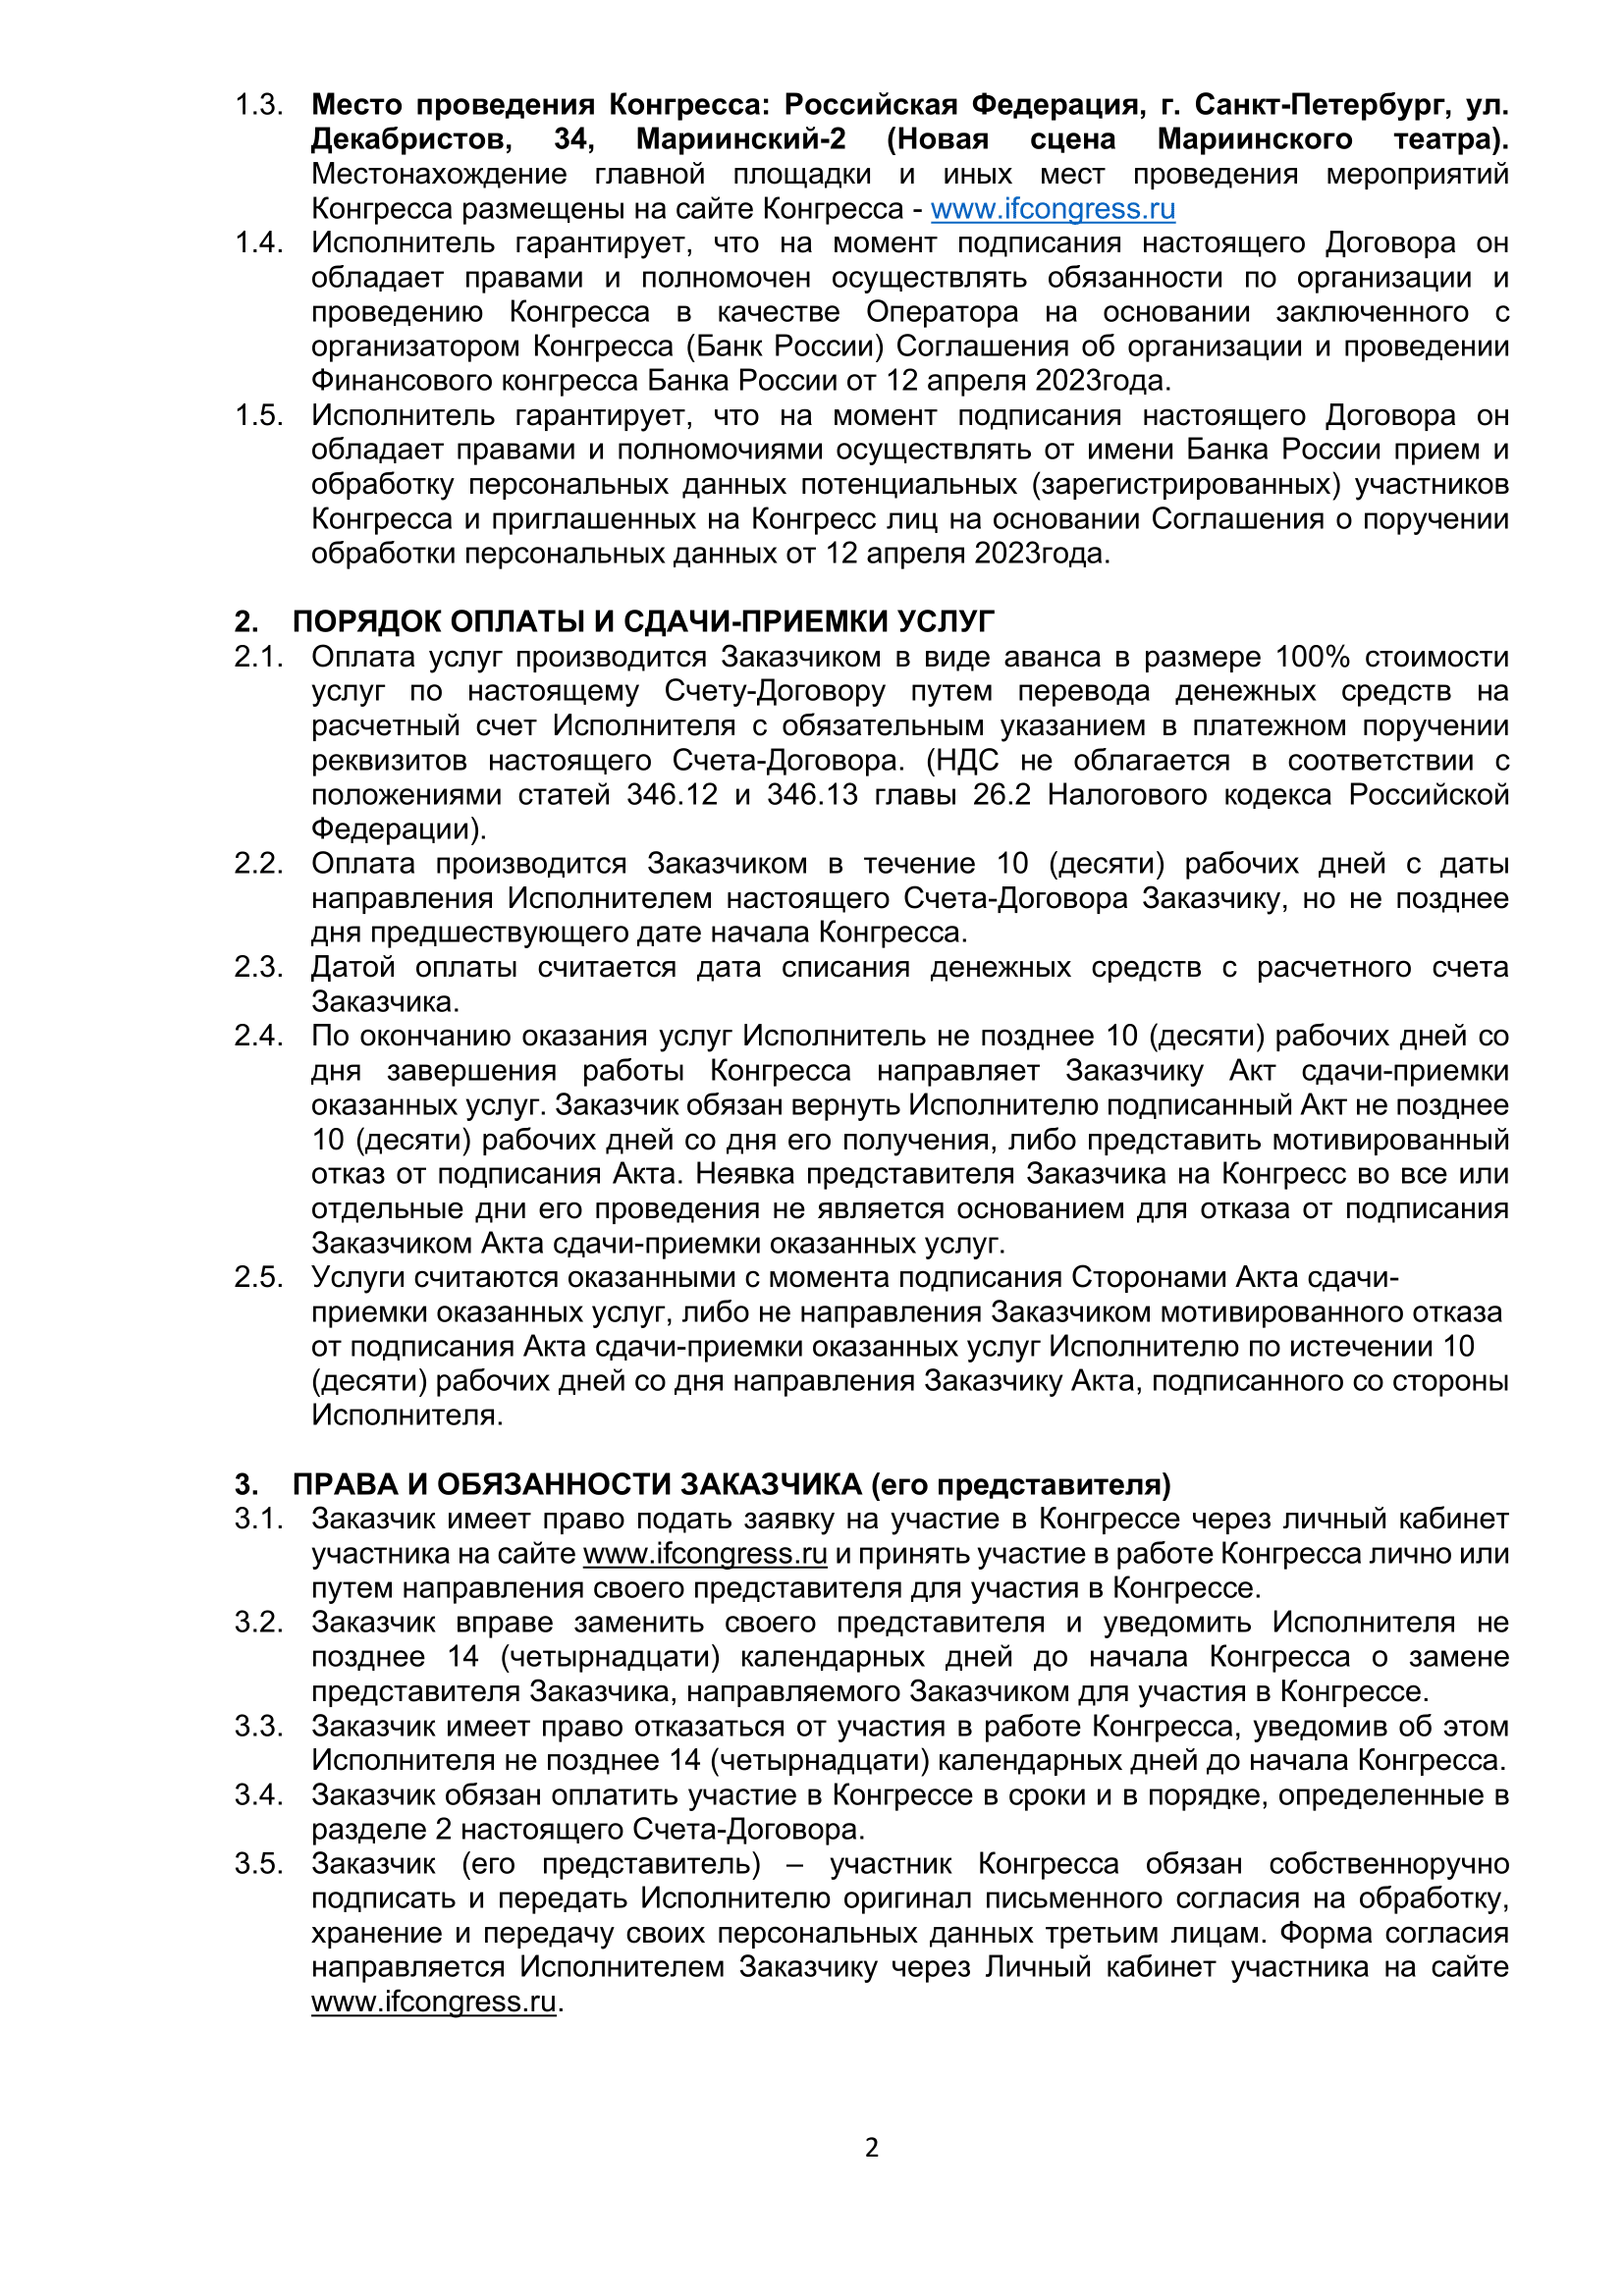 1.3. Место проведения Конгресса: Российская Федерация, г. Санкт-Петербург, ул.
Декабристов, 34, Мариинский-2 (Новая сцена Мариинского театра).
Местонахождение главной площадки и иных мест проведения мероприятий
Конгресса размещены на сайте Конгресса - www.ifcongress.ru
1.4. Исполнитель гарантирует, что на момент подписания настоящего Договора он
обладает правами и полномочен осуществлять обязанности по организации и
проведению Конгресса в качестве Оператора на основании заключенного с
организатором Конгресса (Банк России) Соглашения об организации и проведении
Финансового конгресса Банка России от 12 апреля 2023года.
1.5. Исполнитель гарантирует, что на момент подписания настоящего Договора он
обладает правами и полномочиями осуществлять от имени Банка России прием и
обработку персональных данных потенциальных (зарегистрированных) участников
Конгресса и приглашенных на Конгресс лиц на основании Соглашения о поручении
обработки персональных данных от 12 апреля 2023года.
2. ПОРЯДОК ОПЛАТЫ И СДАЧИ-ПРИЕМКИ УСЛУГ
2.1. Оплата услуг производится Заказчиком в виде аванса в размере 100% стоимости
услуг по настоящему Счету-Договору путем перевода денежных средств на
расчетный счет Исполнителя с обязательным указанием в платежном поручении
реквизитов настоящего Счета-Договора. (НДС не облагается в соответствии с
положениями статей 346.12 и 346.13 главы 26.2 Налогового кодекса Российской
Федерации).
2.2. Оплата производится Заказчиком в течение 10 (десяти) рабочих дней с даты
направления Исполнителем настоящего Счета-Договора Заказчику, но не позднее
дня предшествующего дате начала Конгресса.
2.3. Датой оплаты считается дата списания денежных средств с расчетного счета
Заказчика.
2.4. По окончанию оказания услуг Исполнитель не позднее 10 (десяти) рабочих дней со
дня завершения работы Конгресса направляет Заказчику Акт сдачи-приемки
оказанных услуг. Заказчик обязан вернуть Исполнителю подписанный Акт не позднее
10 (десяти) рабочих дней со дня его получения, либо представить мотивированный
отказ от подписания Акта. Неявка представителя Заказчика на Конгресс во все или
отдельные дни его проведения не является основанием для отказа от подписания
Заказчиком Акта сдачи-приемки оказанных услуг.
2.5. Услуги считаются оказанными с момента подписания Сторонами Акта сдачи-
приемки оказанных услуг, либо не направления Заказчиком мотивированного отказа
от подписания Акта сдачи-приемки оказанных услуг Исполнителю по истечении 10
(десяти) рабочих дней со дня направления Заказчику Акта, подписанного со стороны
Исполнителя.
3. ПРАВА И ОБЯЗАННОСТИ ЗАКАЗЧИКА (его представителя)
3.1. Заказчик имеет право подать заявку на участие в Конгрессе через личный кабинет
участника на сайте www.ifcongress.ru и принять участие в работе Конгресса лично или
путем направления своего представителя для участия в Конгрессе.
3.2. Заказчик вправе заменить своего представителя и уведомить Исполнителя не
позднее 14 (четырнадцати) календарных дней до начала Конгресса о замене
представителя Заказчика, направляемого Заказчиком для участия в Конгрессе.
3.3. Заказчик имеет право отказаться от участия в работе Конгресса, уведомив об этом
Исполнителя не позднее 14 (четырнадцати) календарных дней до начала Конгресса.
3.4. Заказчик обязан оплатить участие в Конгрессе в сроки и в порядке, определенные в
разделе 2 настоящего Счета-Договора.
3.5. Заказчик (его представитель) – участник Конгресса обязан собственноручно
подписать и передать Исполнителю оригинал письменного согласия на обработку,
хранение и передачу своих персональных данных третьим лицам. Форма согласия
направляется Исполнителем Заказчику через Личный кабинет участника на сайте
www.ifcongress.ru.
2